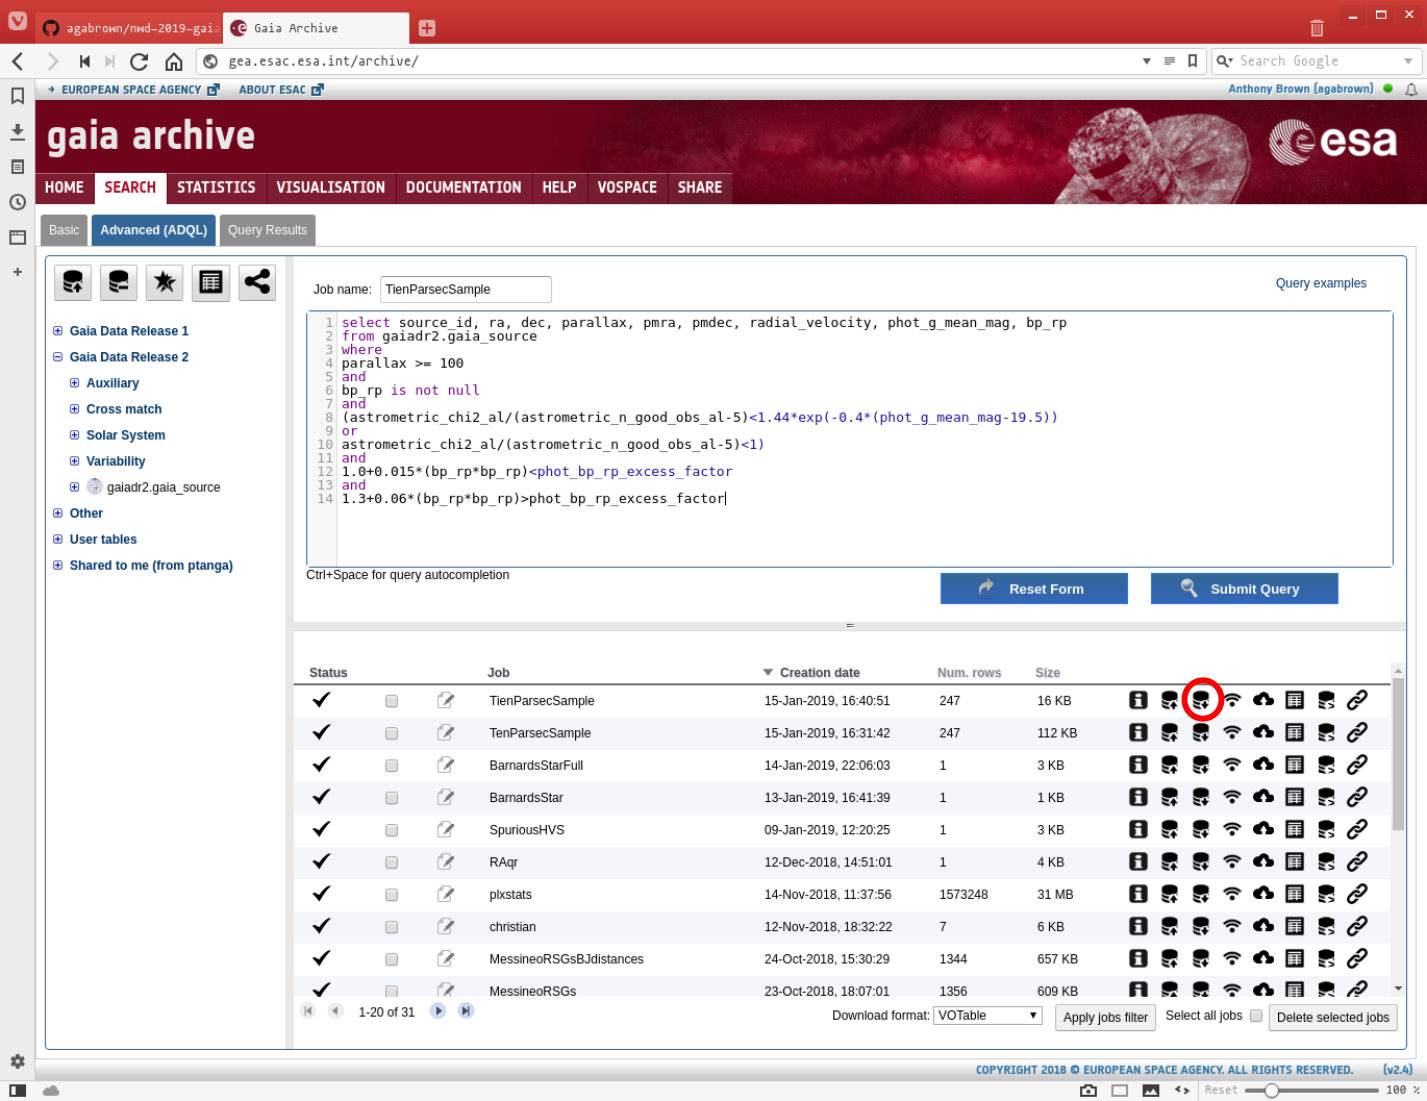 agabrown/nwd-2019-gaia
Gaia Archive
gea.esac.esa.int/archive/
Search Google
EUROPEAN SPACE AGENCY
ABOUT ESAC
Anthony Brown (agabrown)
gaia archive
esa
HOME SEARCH STATISTICS VISUALISATION DOCUMENTATION HELP VOSPACE SHARE
Basic Advanced (ADQL) Query Results
Gaia Data Release 1
Gaia Data Release 2
Auxiliary
Cross match
Solar System
Variability
gaiadr2.gaia_source
Other
User tables
Shared to me (from ptanga)
Job name: TienParsecSample
Query examples
1 select source_id, ra, dec, parallax, pmra, pmdec, radial_velocity, phot_g_mean_mag, bp_rp
2 from gaiadr2.gaia_source
3 where
4 parallax >= 100
5 and
6 bp_rp is not null
7 and
8 (astrometric_chi2_al/(astrometric_n_good_obs_al-5)<1.44*exp(-0.4*(phot_g_mean_mag-19.5))
9 or
10 astrometric_chi2_al/(astrometric_n_good_obs_al-5)<1)
11 and
12 1.0+0.015*(bp_rp*bp_rp)<phot_bp_rp_excess_factor
13 and
14 1.3+0.06*(bp_rp*bp_rp)>phot_bp_rp_excess_factor
Ctrl+Space for query autocompletion
Reset Form
Submit Query
Status Job Creation date Num. rows Size
TienParsecSample 15-Jan-2019, 16:40:51 247 16 KB
TenParsecSample 15-Jan-2019, 16:31:42 247 112 KB
BarnardsStarFull 14-Jan-2019, 22:06:03 1 3 KB
BarnardsStar 13-Jan-2019, 16:41:39 1 1 KB
SpuriousHVS 09-Jan-2019, 12:20:25 1 3 KB
RAqr 12-Dec-2018, 14:51:01 1 4 KB
plxstats 14-Nov-2018, 11:37:56 1573248 31 MB
christian 12-Nov-2018, 18:32:22 7 6 KB
MessineoRSGsBJdistances 24-Oct-2018, 15:30:29 1344 657 KB
MessineoRSGs 23-Oct-2018, 18:07:01 1356 609 KB
1-20 of 31
Download format: VOTable
Apply jobs filter
Select all jobs
Delete selected jobs
COPYRIGHT 2018 © EUROPEAN SPACE AGENCY. ALL RIGHTS RESERVED. (v2.4)
Reset
100 %